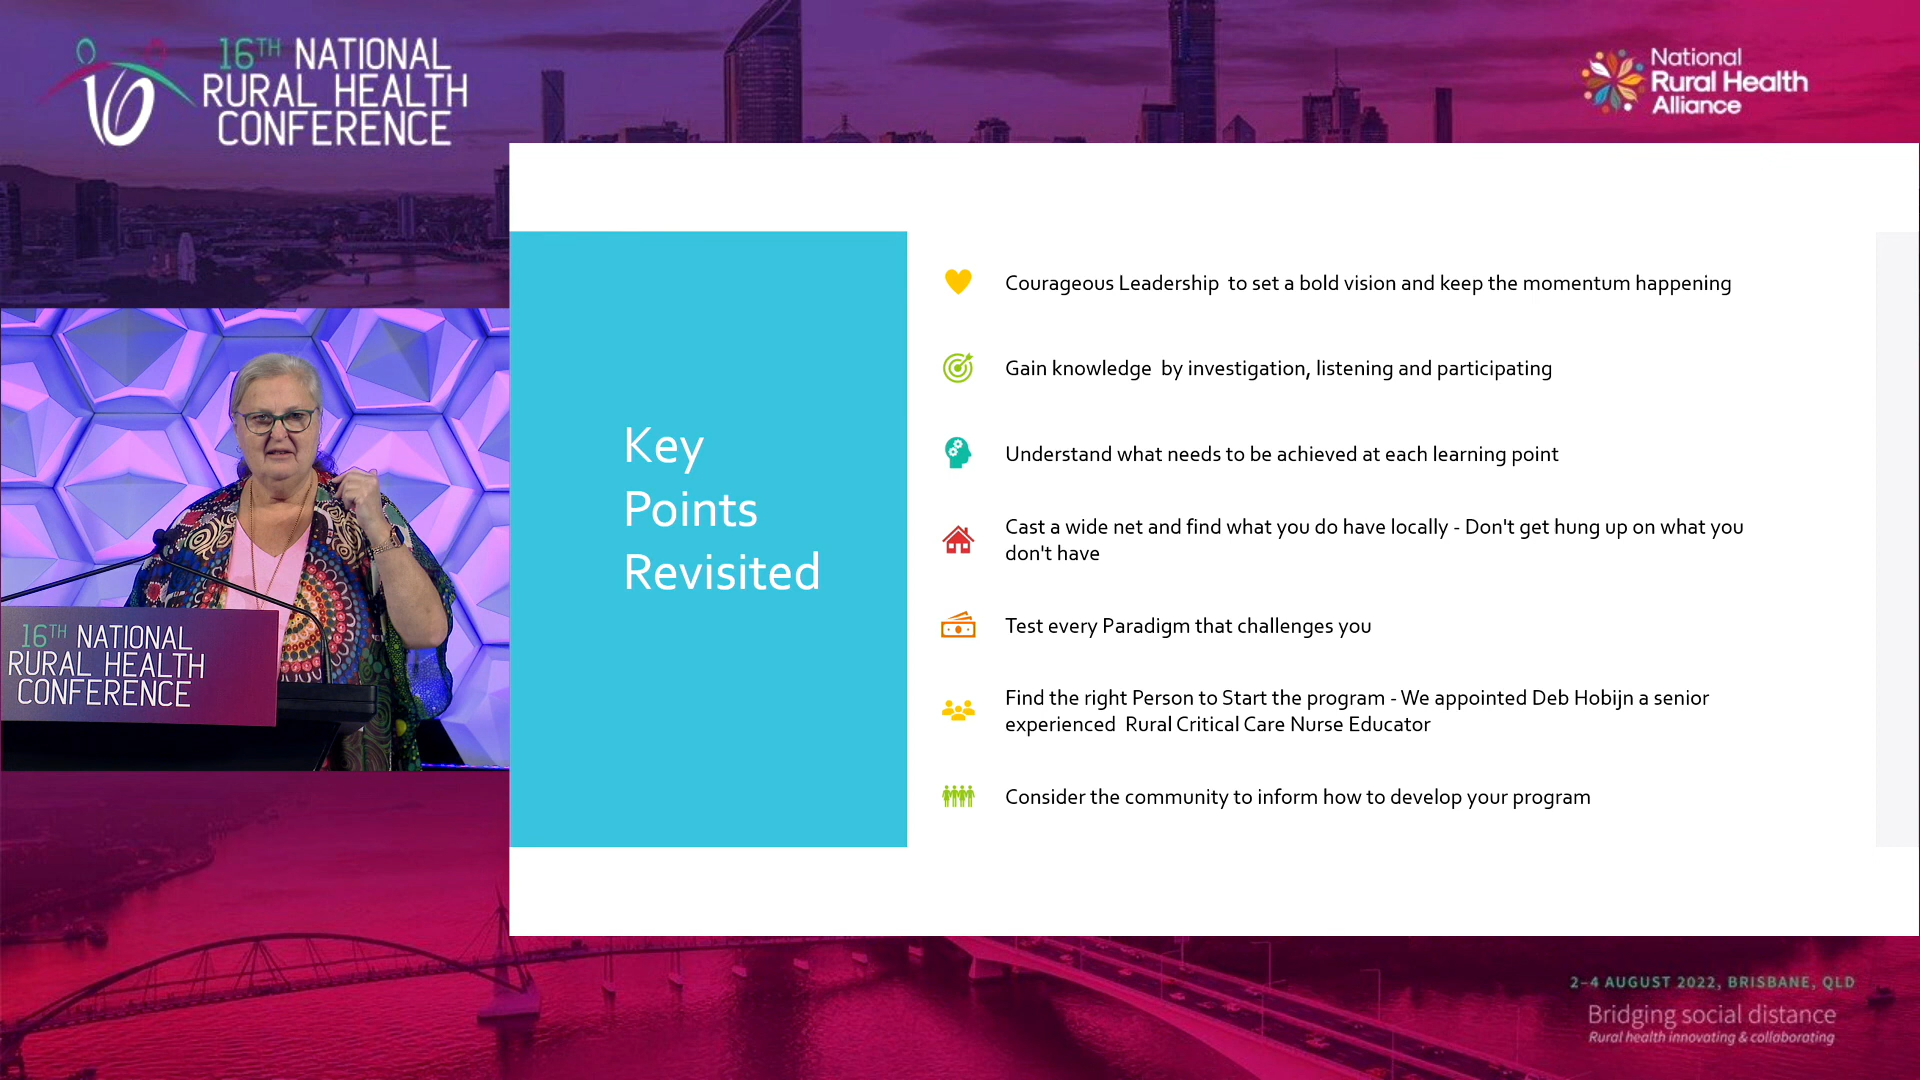 16TH NATIONAL
RURAL HEALTH
CONFERENCE
National
Rural Health
Alliance
Key
Points
Revisited
Courageous Leadership  to set a bold vision and keep the momentum happening
Gain knowledge  by investigation, listening and participating
Understand what needs to be achieved at each learning point
Cast a wide net and find what you do have locally - Don't get hung up on what you
don't have
Test every Paradigm that challenges you
Find the right Person to Start the program - We appointed Deb Hobijn a senior
experienced  Rural Critical Care Nurse Educator
Consider the community to inform how to develop your program
16TH NATIONAL
RURAL HEALTH
CONFERENCE
2–4 AUGUST 2022, BRISBANE, QLD
Bridging social distance
Rural health innovating & collaborating